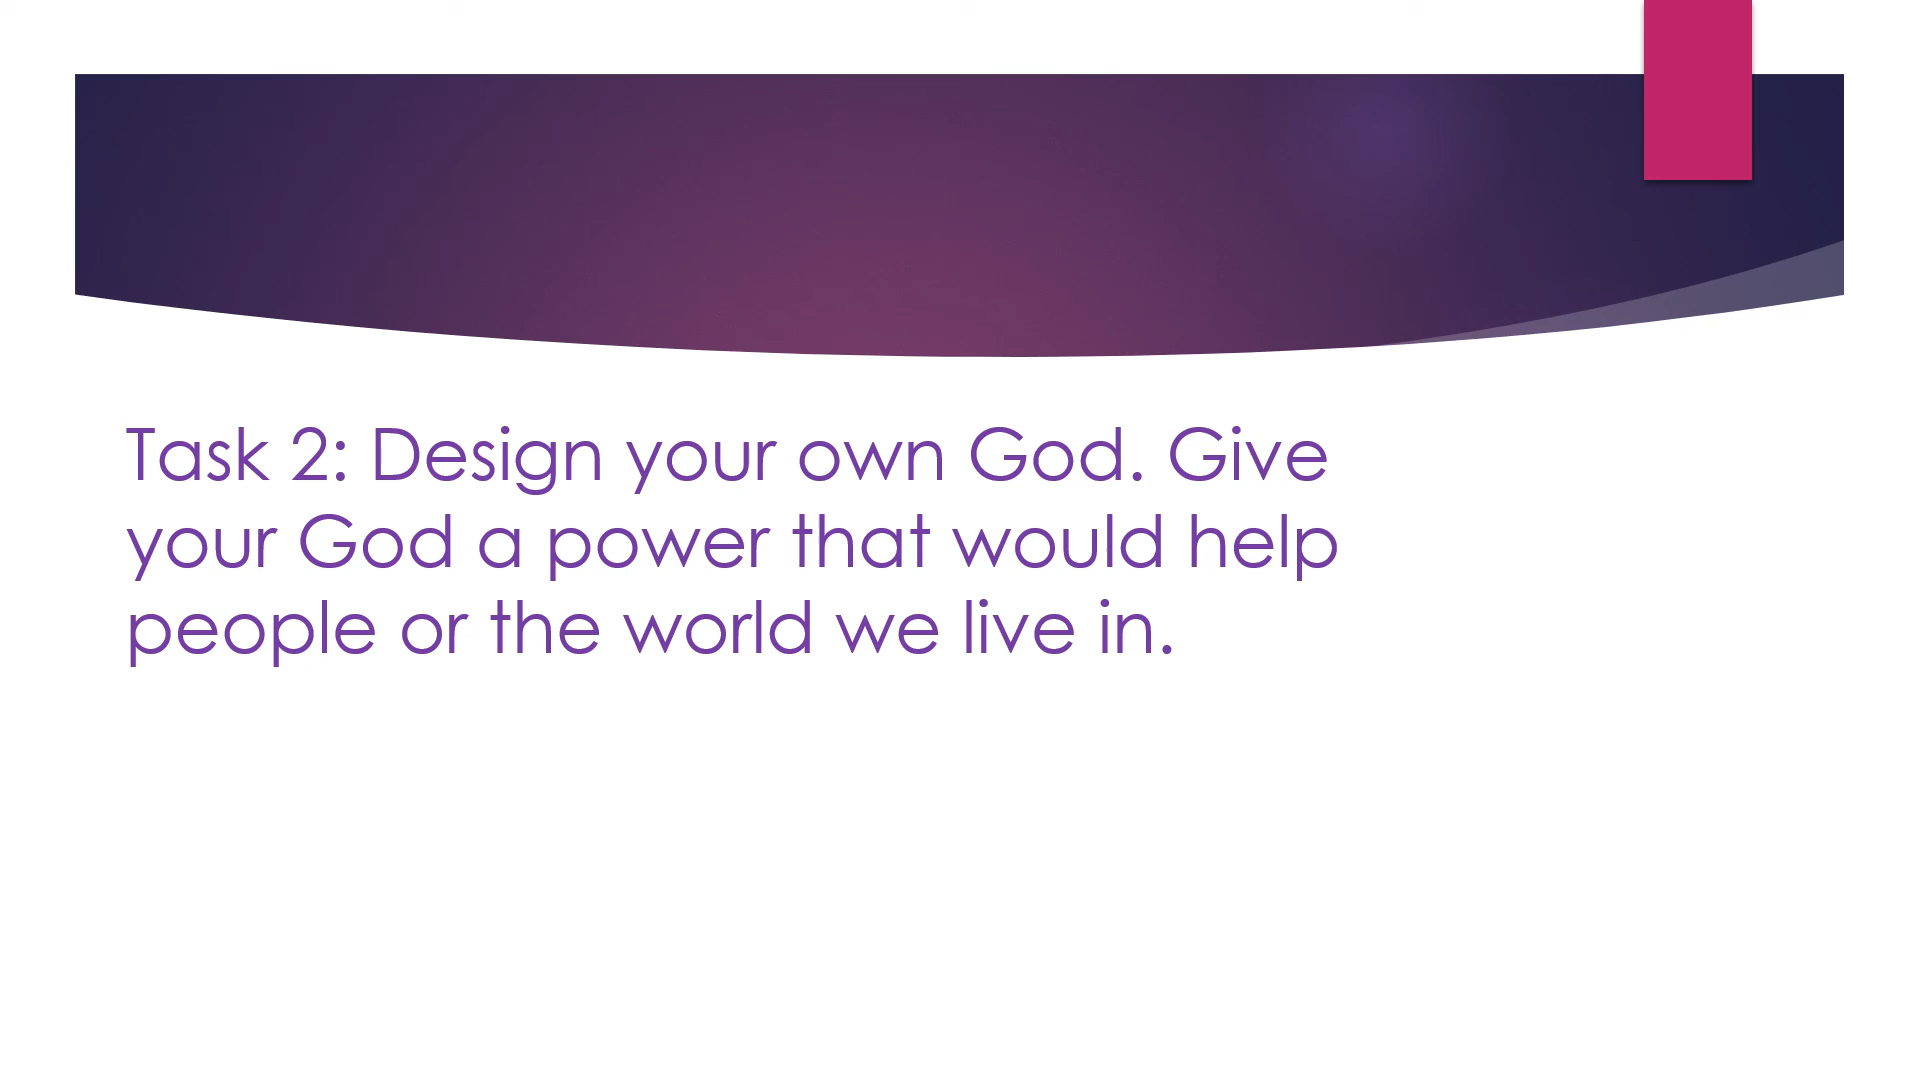 Task 2: Design your own God. Give
your God a power that would help
people or the world we live in.